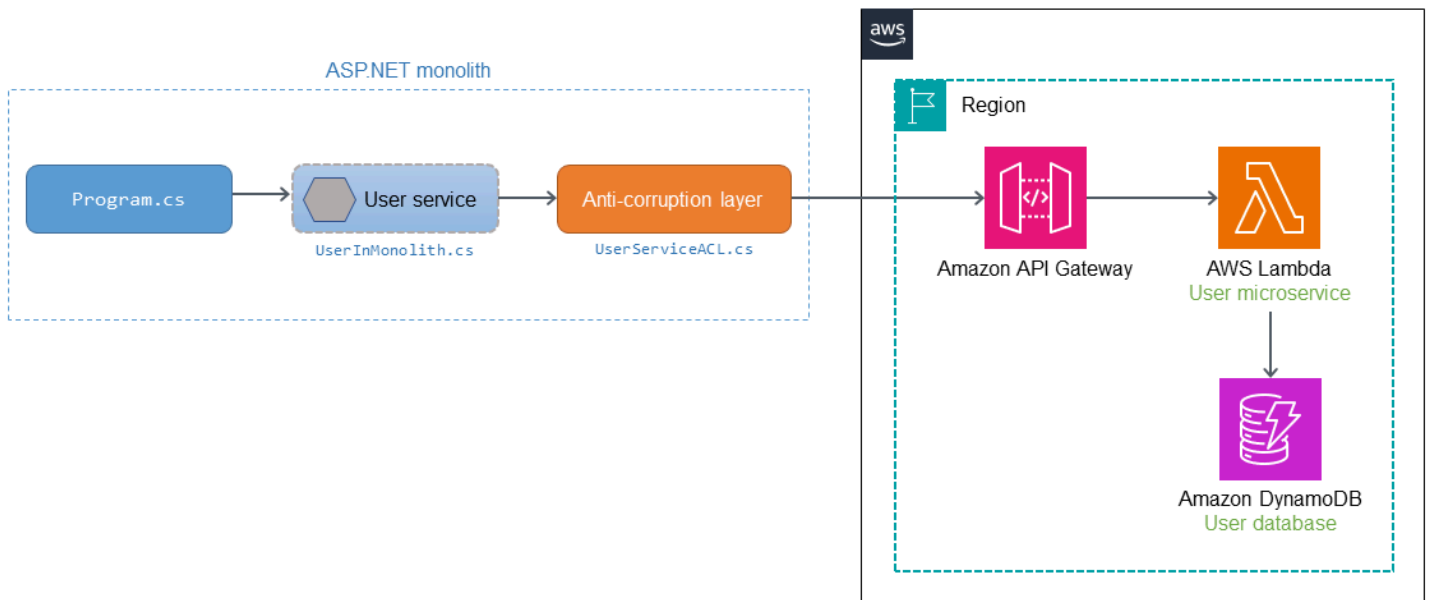 aws
ASP.NET monolith
Region
Program.cs
User service
Anti-corruption layer
UserInMonolith.cs
UserServiceACL.cs
</>
Amazon API Gateway
AWS Lambda
User microservice
Amazon DynamoDB
User database